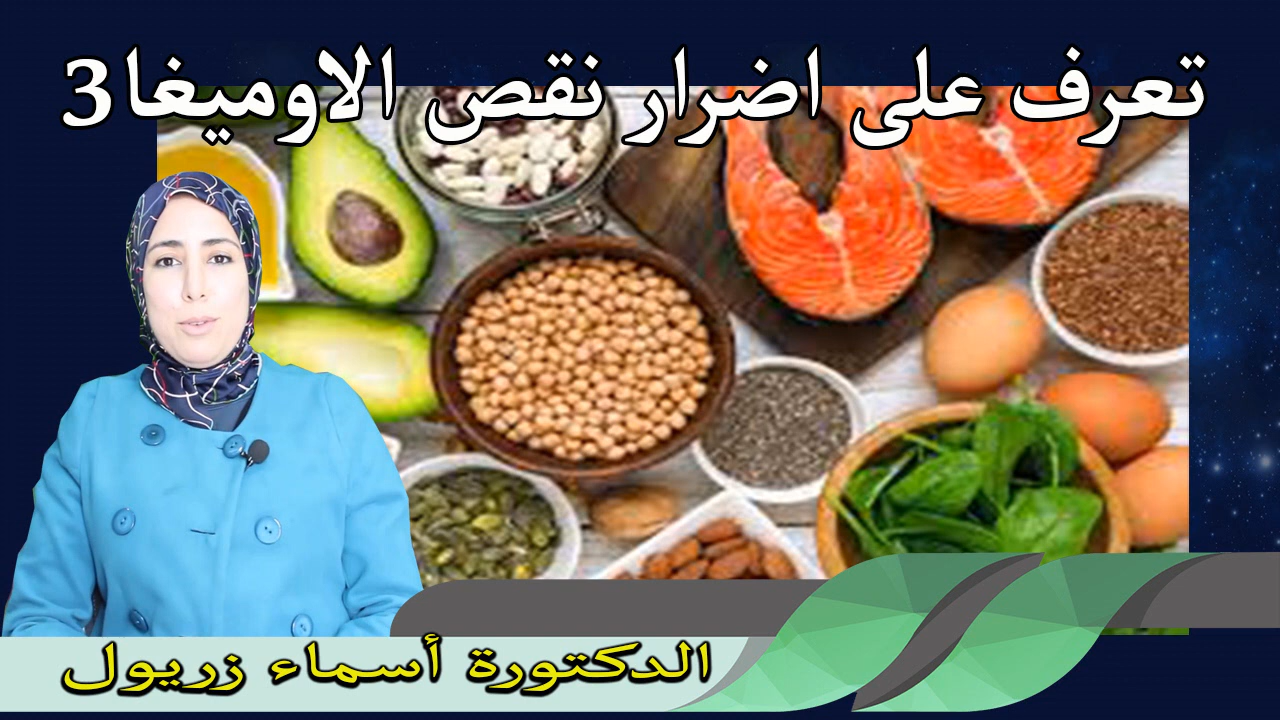 تعرف على اضرار نقص الاوميغا3
الدكتورة أسماء زريول